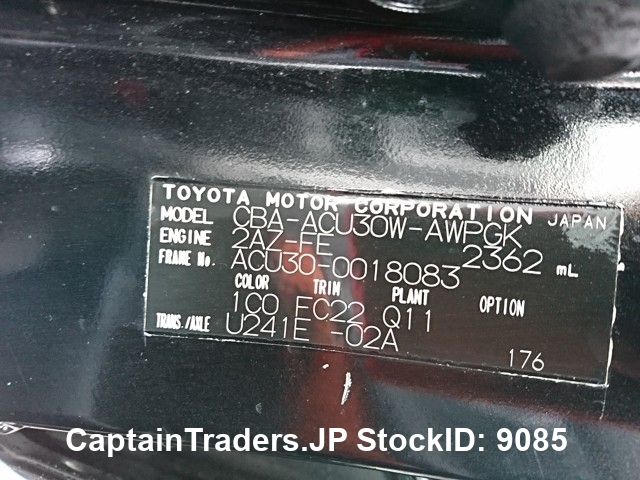 TOYOTA MOTOR CORPORATION JAPAN
MODEL CBA-ACU30W-AWPGK
ENGINE 2AZ-FE 2362 mL
FRAME No. ACU30-0018083
COLOR TRIM PLANT OPTION
1C0 FC22 Q11
TRANS./AXLE U241E -02A
176
CaptainTraders.JP StockID: 9085